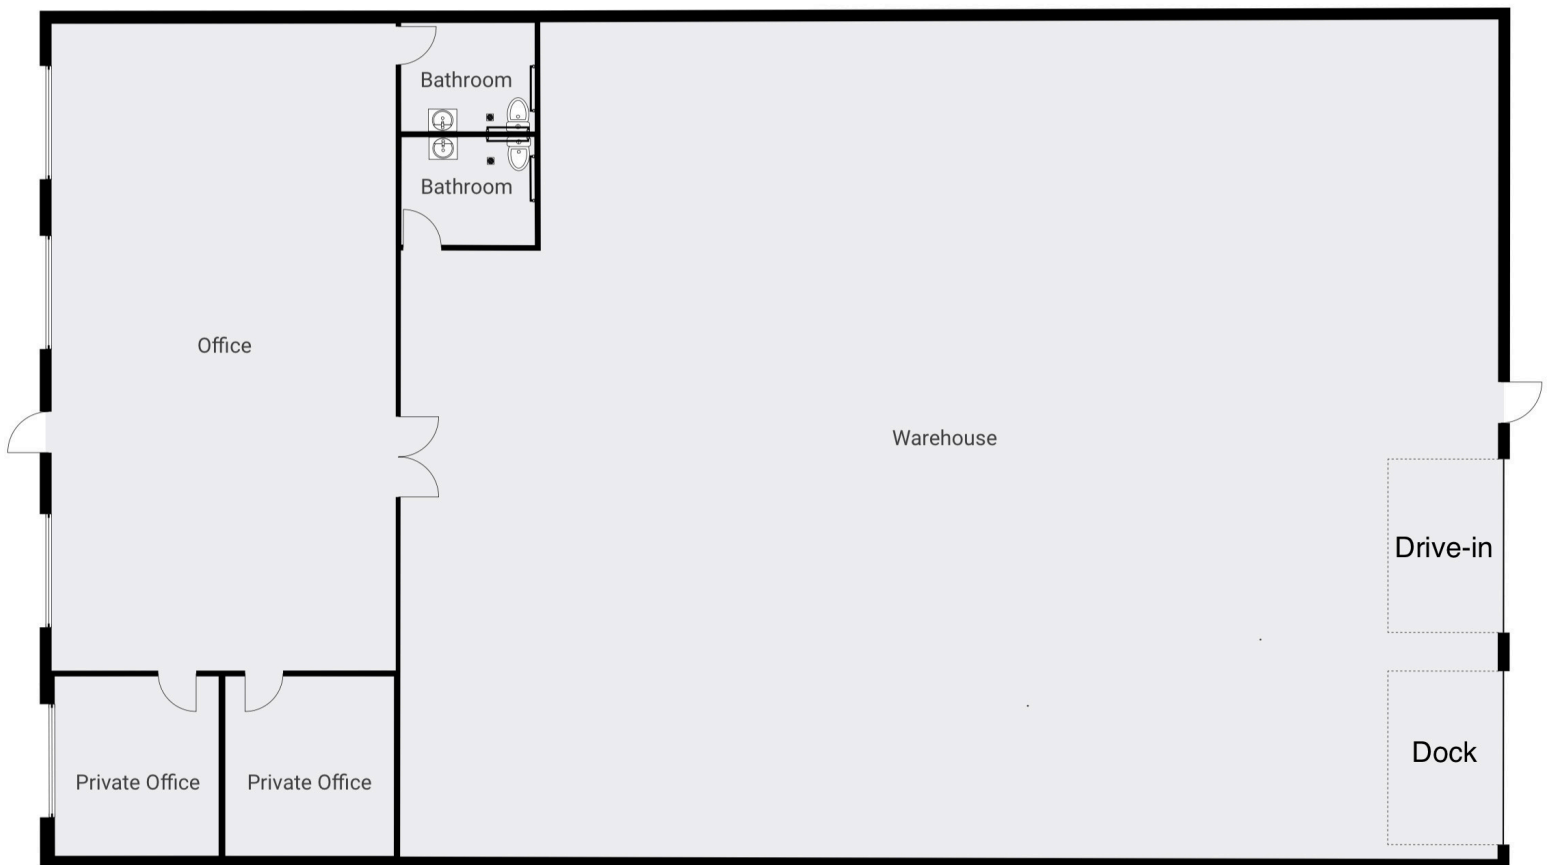 Bathroom
Bathroom
Office
Warehouse
Drive-in
Dock
Private Office
Private Office